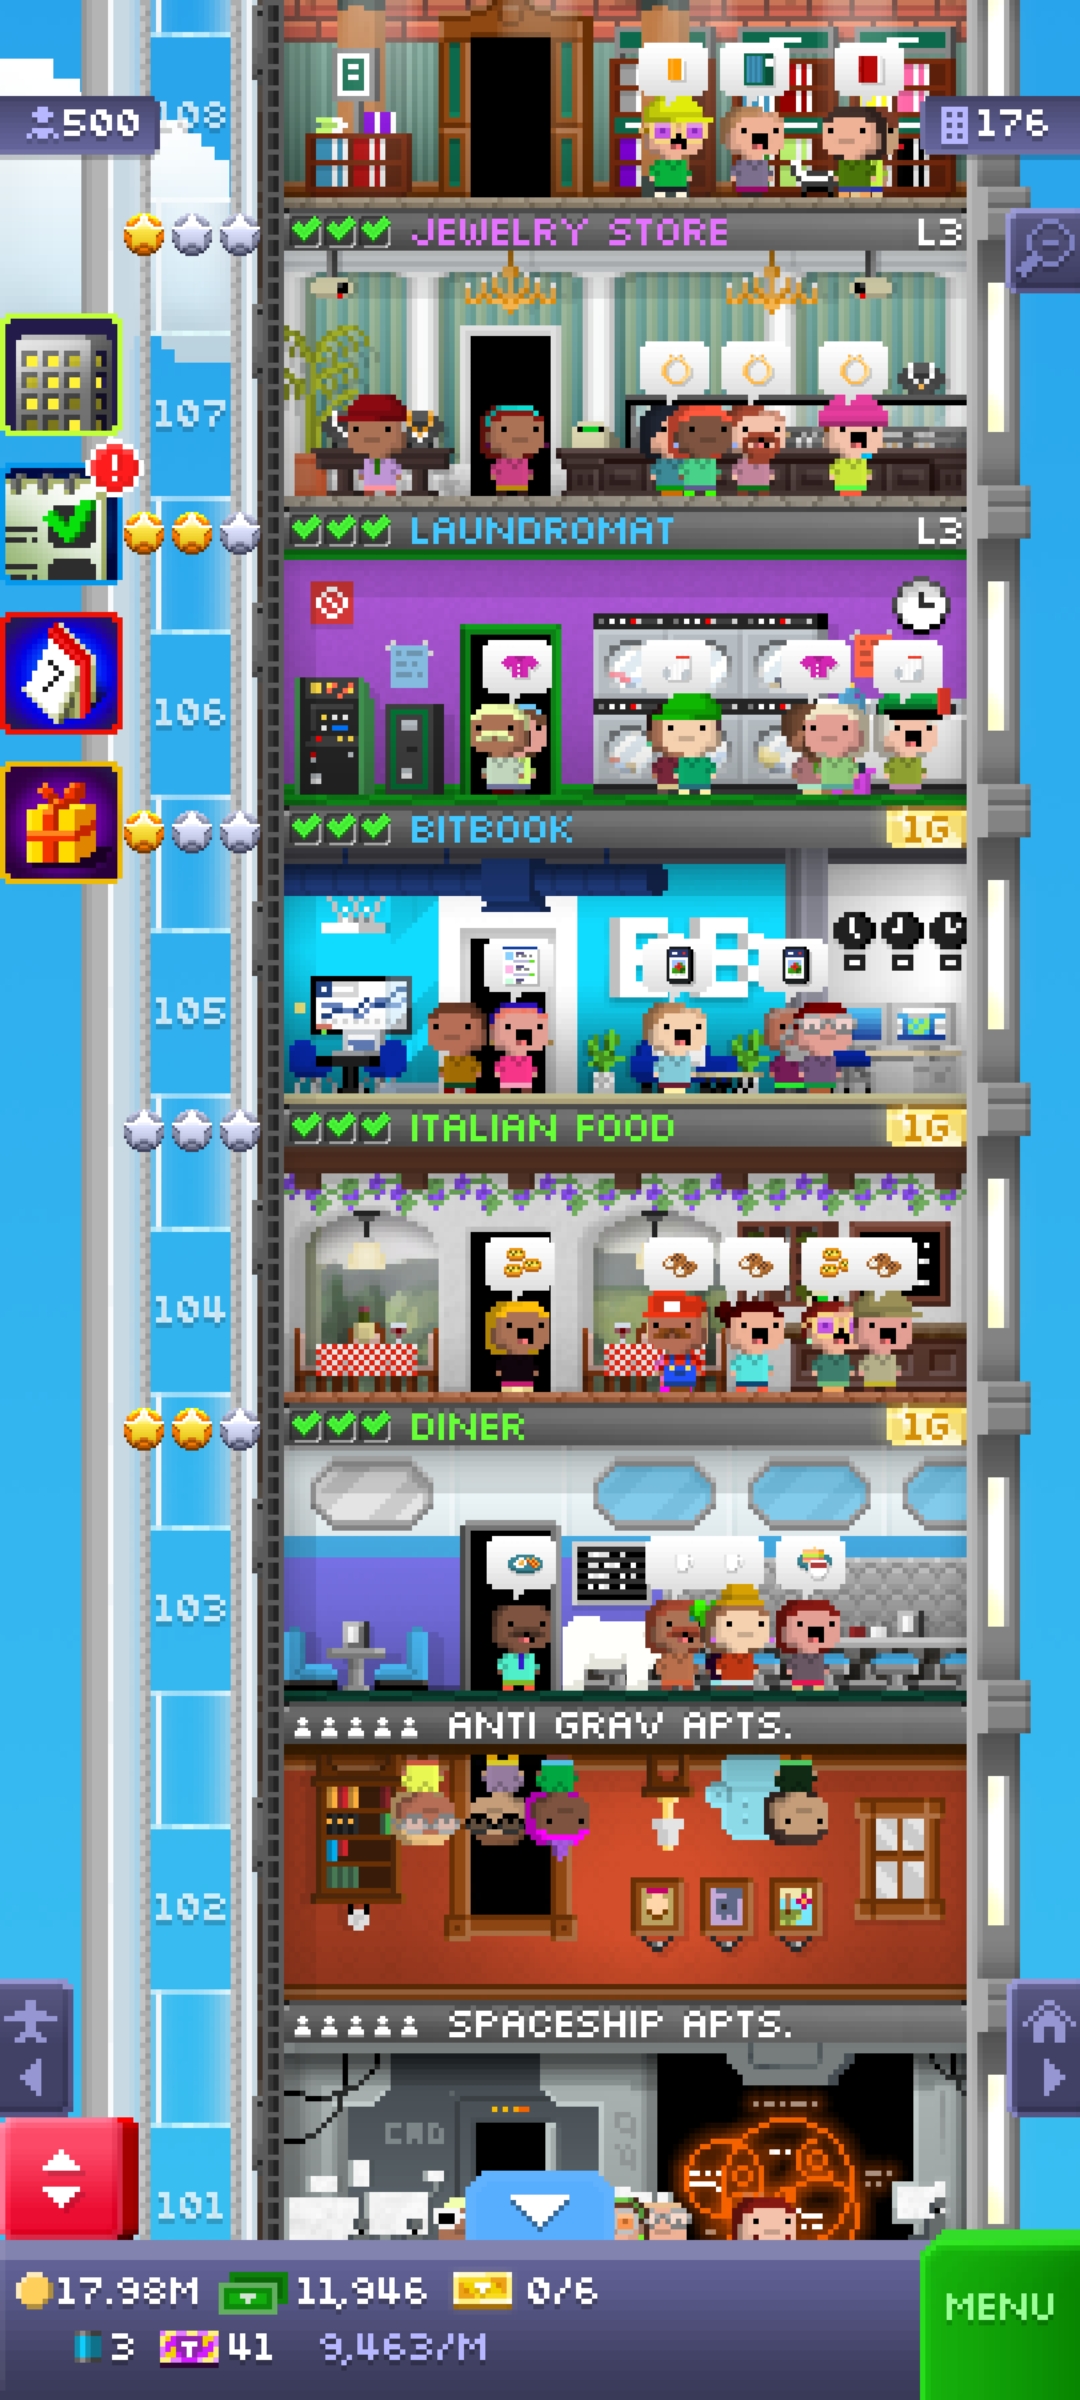 108
500
176
JEWELRY STORE L3
107
LAUNDROMAT L3
106
BITBOOK 1G
BB
105
ITALIAN FOOD 1G
104
DINER 1G
103
ANTI GRAV APTS.
102
SPACESHIP APTS.
CAD
101
17.98M 11,946 0/6
3 T 41 9,463/M
MENU